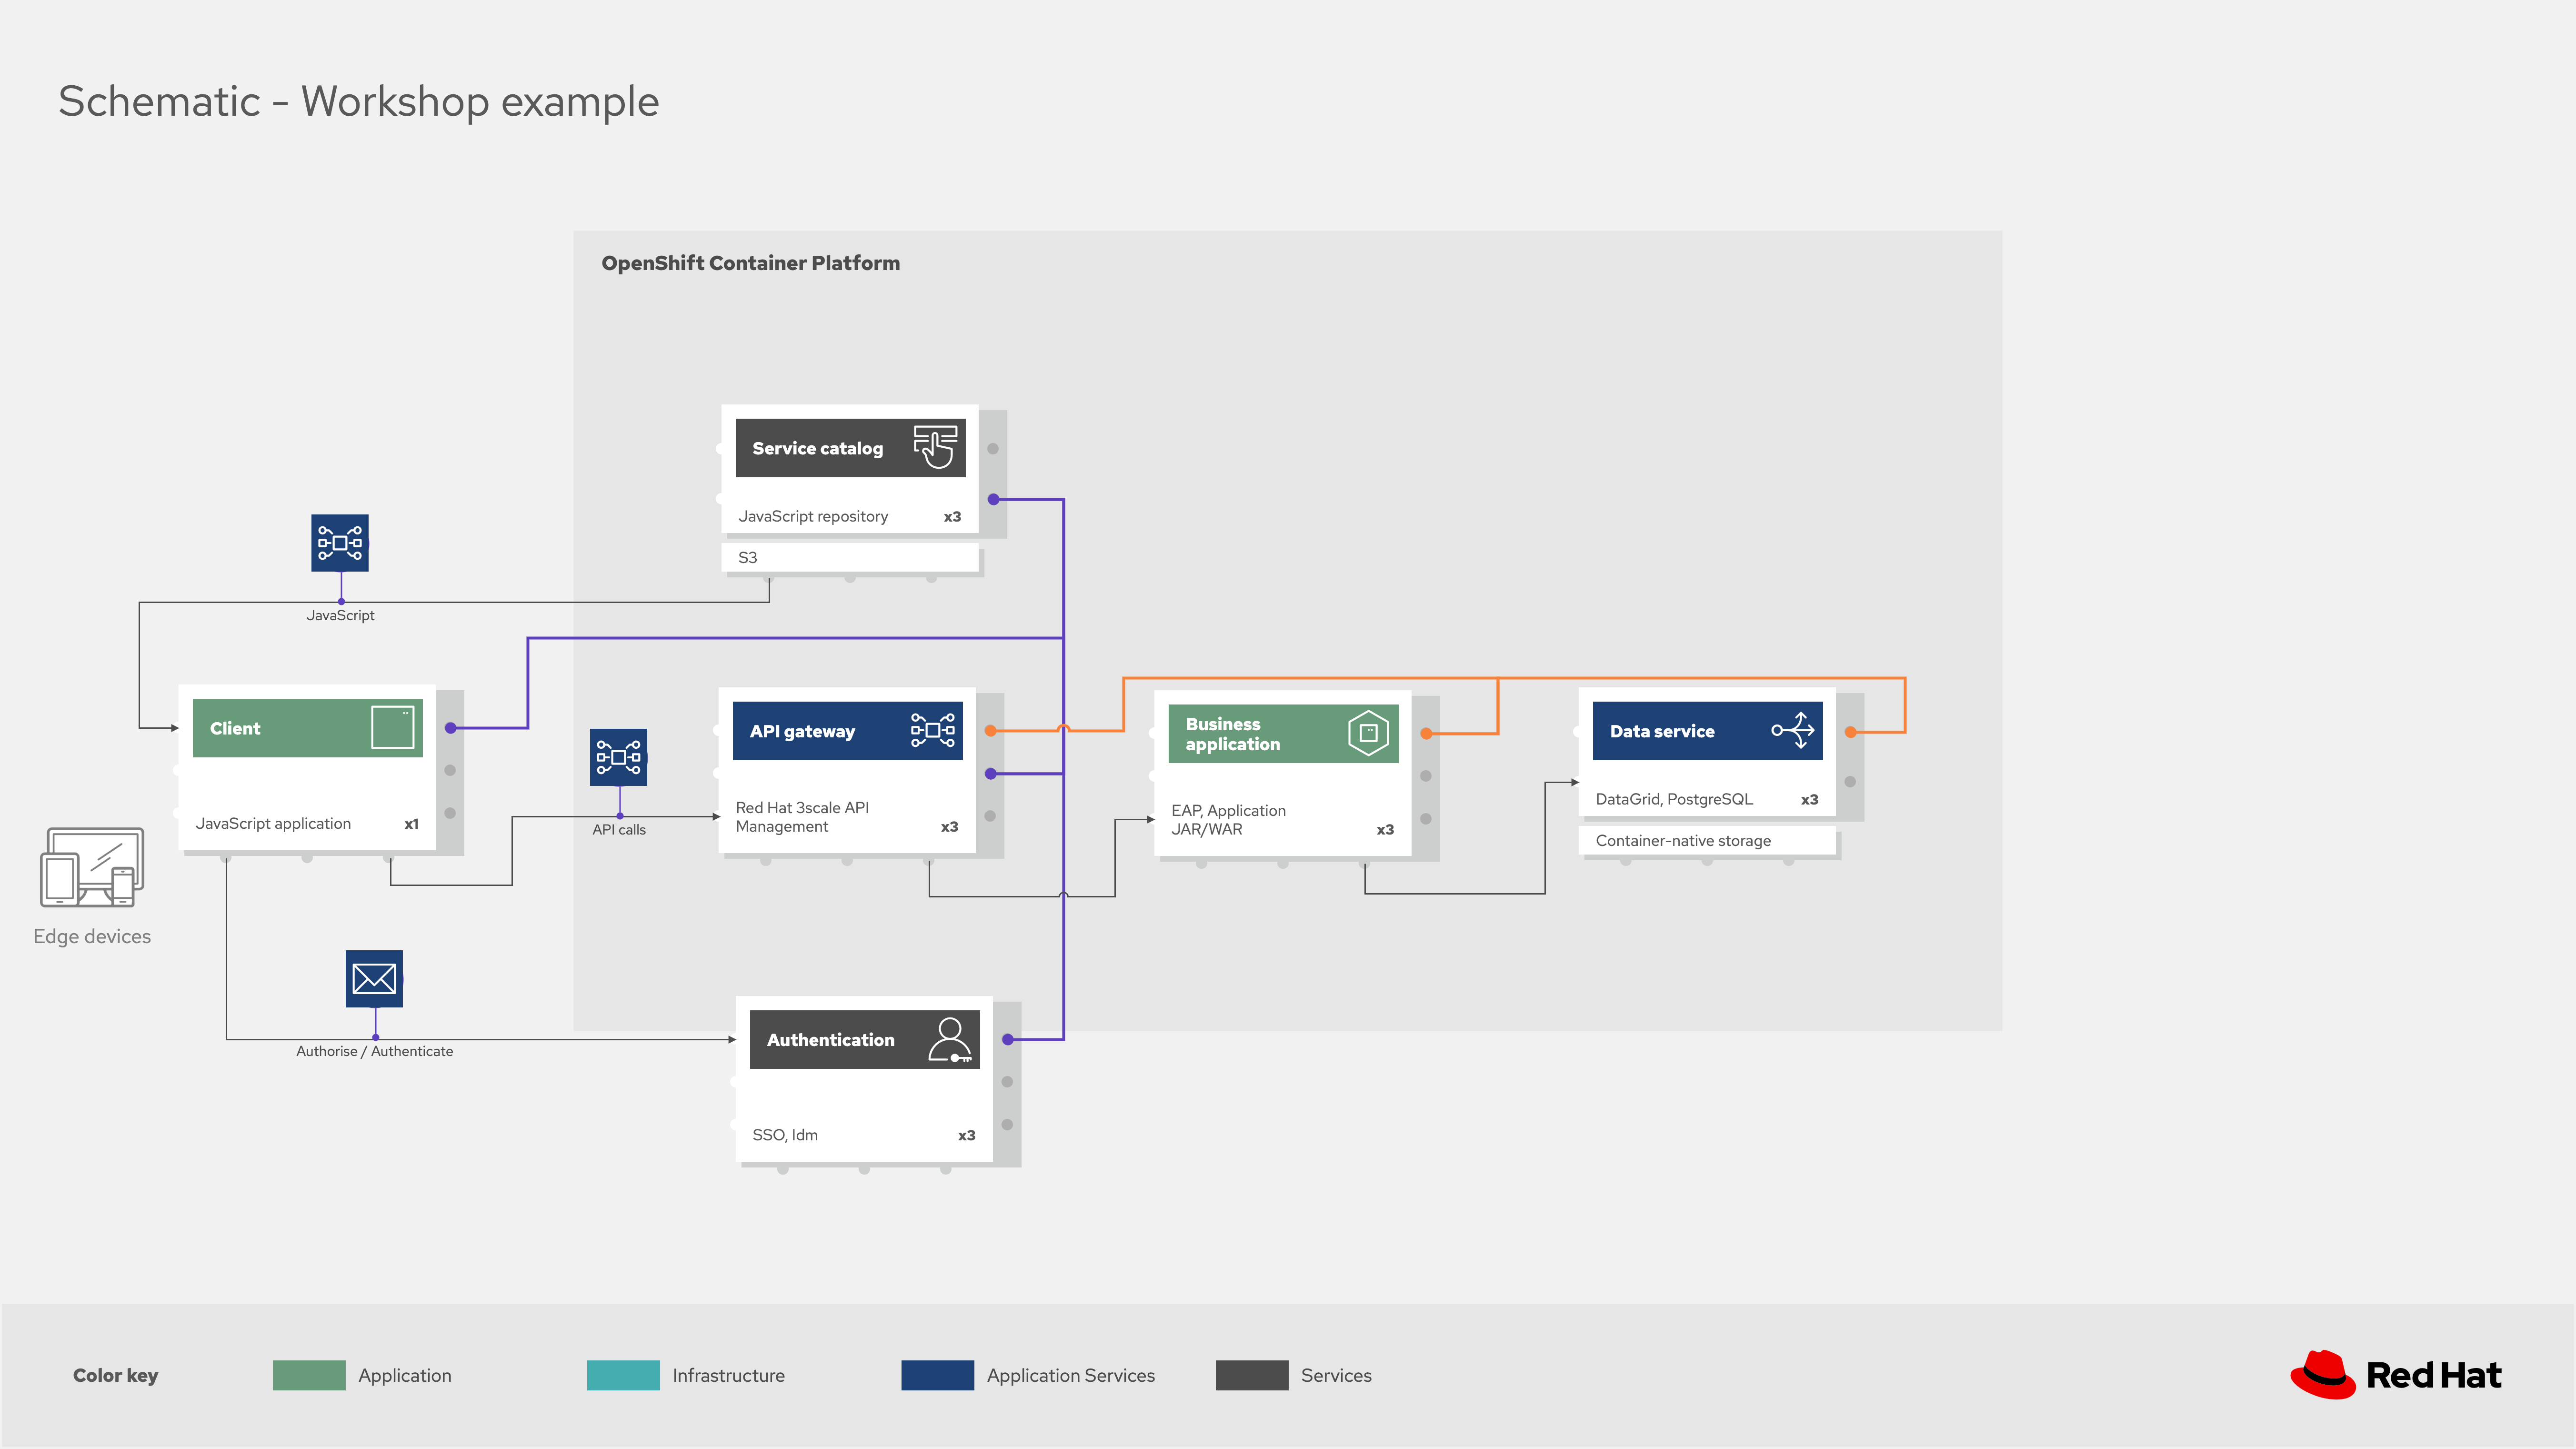 Schematic - Workshop example
OpenShift Container Platform
Service catalog
JavaScript repository x3
S3
JavaScript
Client
JavaScript application x1
API calls
API gateway
Red Hat 3scale API
Management x3
Business
application
EAP, Application
JAR/WAR x3
Data service
DataGrid, PostgreSQL x3
Container-native storage
Edge devices
Authorise / Authenticate
Authentication
SSO, Idm x3
Color key
Application
Infrastructure
Application Services
Services
Red Hat